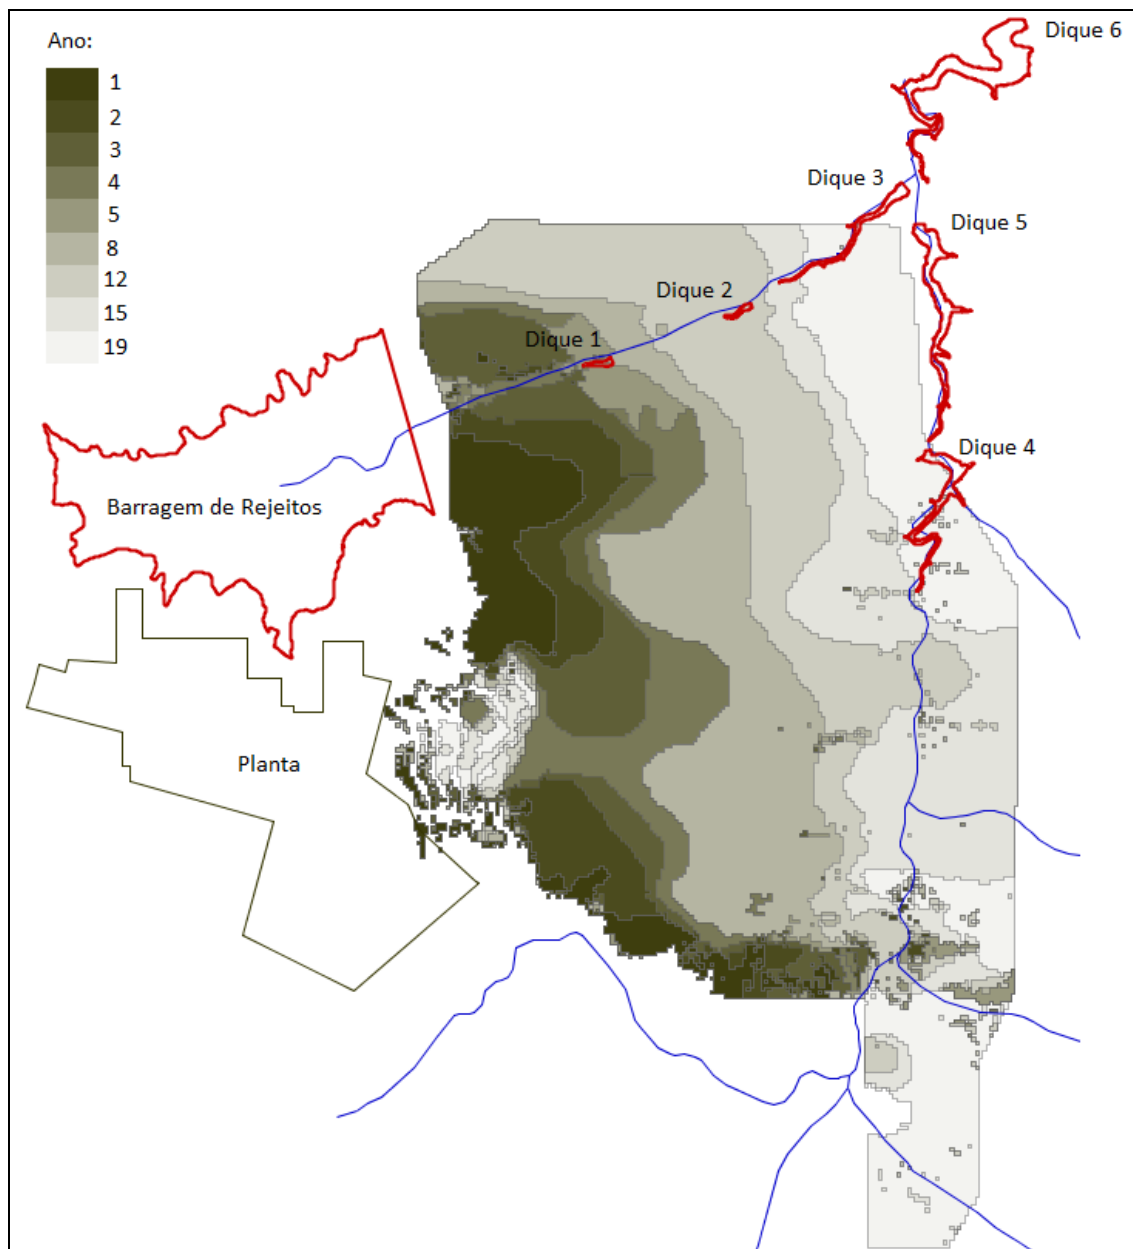 Ano:
1
2
3
4
5
8
12
15
19
Dique 6
Dique 3
Dique 5
Dique 2
Dique 1
Dique 4
Barragem de Rejeitos
Planta